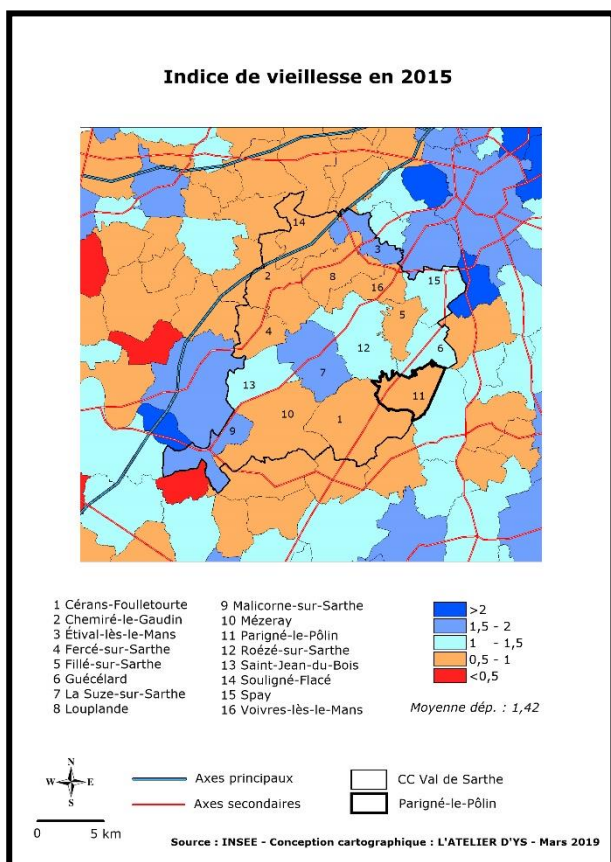 Indice de vieillesse en 2015
14
3
2
8
16
15
5
4
12
6
7
13
11
10
1
9
1 Cérans-Foulletourte
2 Chemiré-le-Gaudin
3 Étival-lès-le Mans
4 Fercé-sur-Sarthe
5 Fillé-sur-Sarthe
6 Guécélard
7 La Suze-sur-Sarthe
8 Louplande
9 Malicorne-sur-Sarthe
10 Mézeray
11 Parigné-le-Pôlin
12 Roézé-sur-Sarthe
13 Saint-Jean-du-Bois
14 Souligné-Flacé
15 Spay
16 Voivres-lès-le Mans
>2
1,5 - 2
1 - 1,5
0,5 - 1
<0,5
Moyenne dép. : 1,42
N
W E
S
0 5 km
Axes principaux
Axes secondaires
CC Val de Sarthe
Parigné-le-Pôlin
Source : INSEE - Conception cartographique : L'ATELIER D'YS - Mars 2019